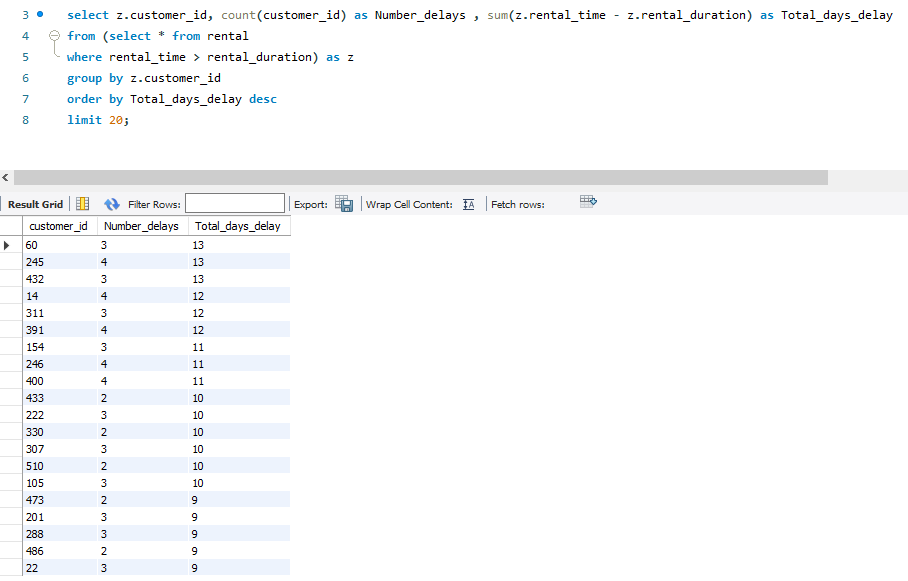 3 select z.customer_id, count(customer_id) as Number_delays , sum(z.rental_time - z.rental_duration) as Total_days_delay
4 from (select * from rental
5 where rental_time > rental_duration) as z
6 group by z.customer_id
7 order by Total_days_delay desc
8 limit 20;
Result Grid Filter Rows: Export: Wrap Cell Content: IA Fetch rows:
customer_id Number_delays Total_days_delay
60 3 13
245 4 13
432 3 13
14 4 12
311 3 12
391 4 12
154 3 11
246 4 11
400 4 11
433 2 10
222 3 10
330 2 10
307 3 10
510 2 10
105 3 10
473 2 9
201 3 9
288 3 9
486 2 9
22 3 9